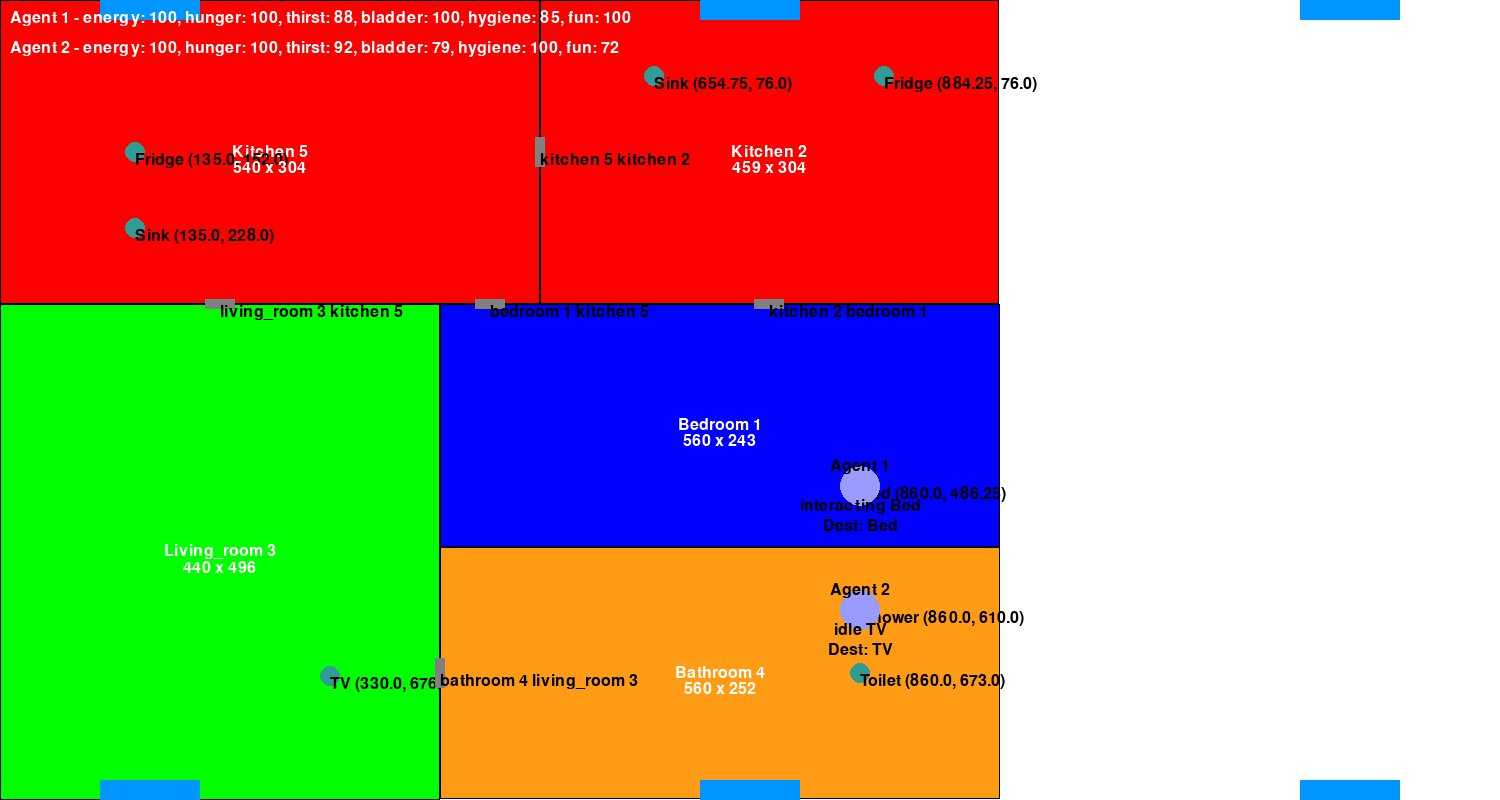 Agent 1 - energy: 100, hunger: 100, thirst: 88, bladder: 100, hygiene: 85, fun: 100
Agent 2 - energy: 100, hunger: 100, thirst: 92, bladder: 79, hygiene: 100, fun: 72
Sink (654.75, 76.0)
Fridge (884.25, 76.0)
Fridge (135.0, 152.0)
Kitchen 5
540 x 304
kitchen 5 kitchen 2
Kitchen 2
459 x 304
Sink (135.0, 228.0)
living_room 3 kitchen 5
bedroom 1 kitchen 5
kitchen 2 bedroom 1
Bedroom 1
560 x 243
Agent 1
(860.0, 486.25)
interacting Bed
Dest: Bed
Living_room 3
440 x 496
Agent 2
(860.0, 610.0)
idle TV
Dest: TV
Bathroom 4
560 x 252
TV (330.0, 676
bathroom 4 living_room 3
Toilet (860.0, 673.0)